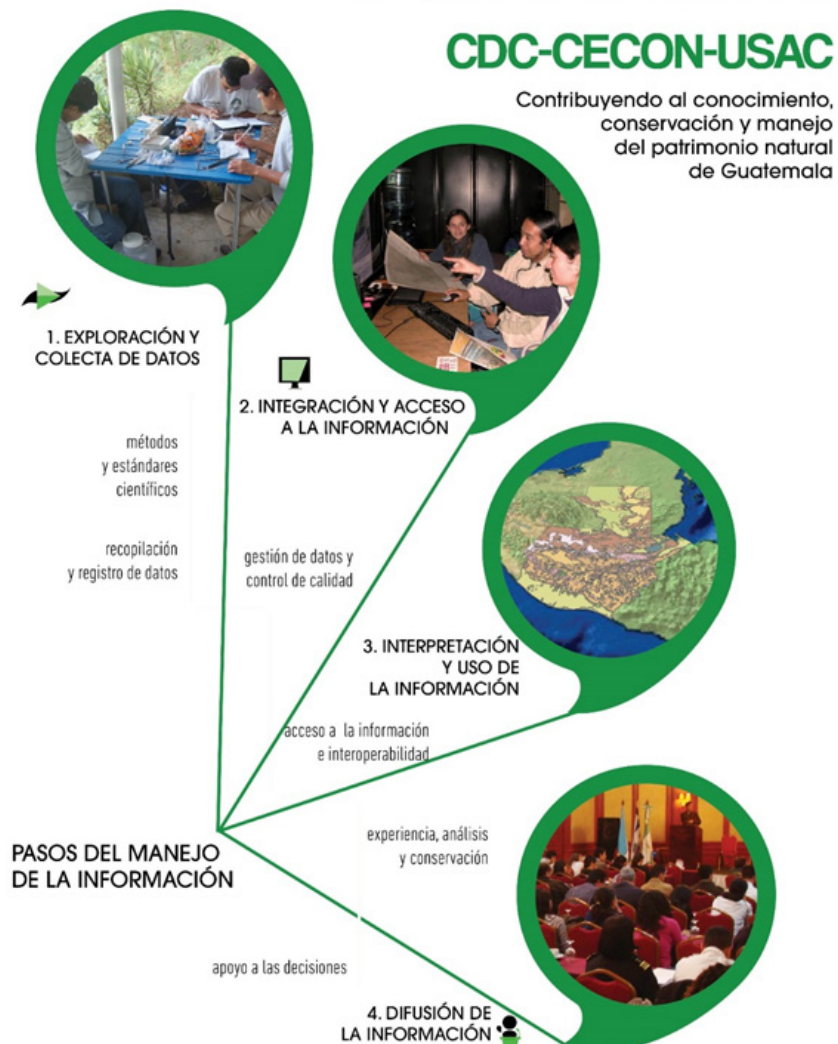 CDC-CECON-USAC
Contribuyendo al conocimiento,
conservación y manejo
del patrimonio natural
de Guatemala
1. EXPLORACIÓN Y
COLECTA DE DATOS
2. INTEGRACIÓN Y ACCESO
A LA INFORMACIÓN
métodos
y estándares
científicos
recopilación
y registro de datos
gestión de datos y
control de calidad
3. INTERPRETACIÓN
Y USO DE
LA INFORMACIÓN
acceso a la información
e interoperabilidad
experiencia, análisis
y conservación
PASOS DEL MANEJO
DE LA INFORMACIÓN
apoyo a las decisiones
4. DIFUSIÓN DE
LA INFORMACIÓN